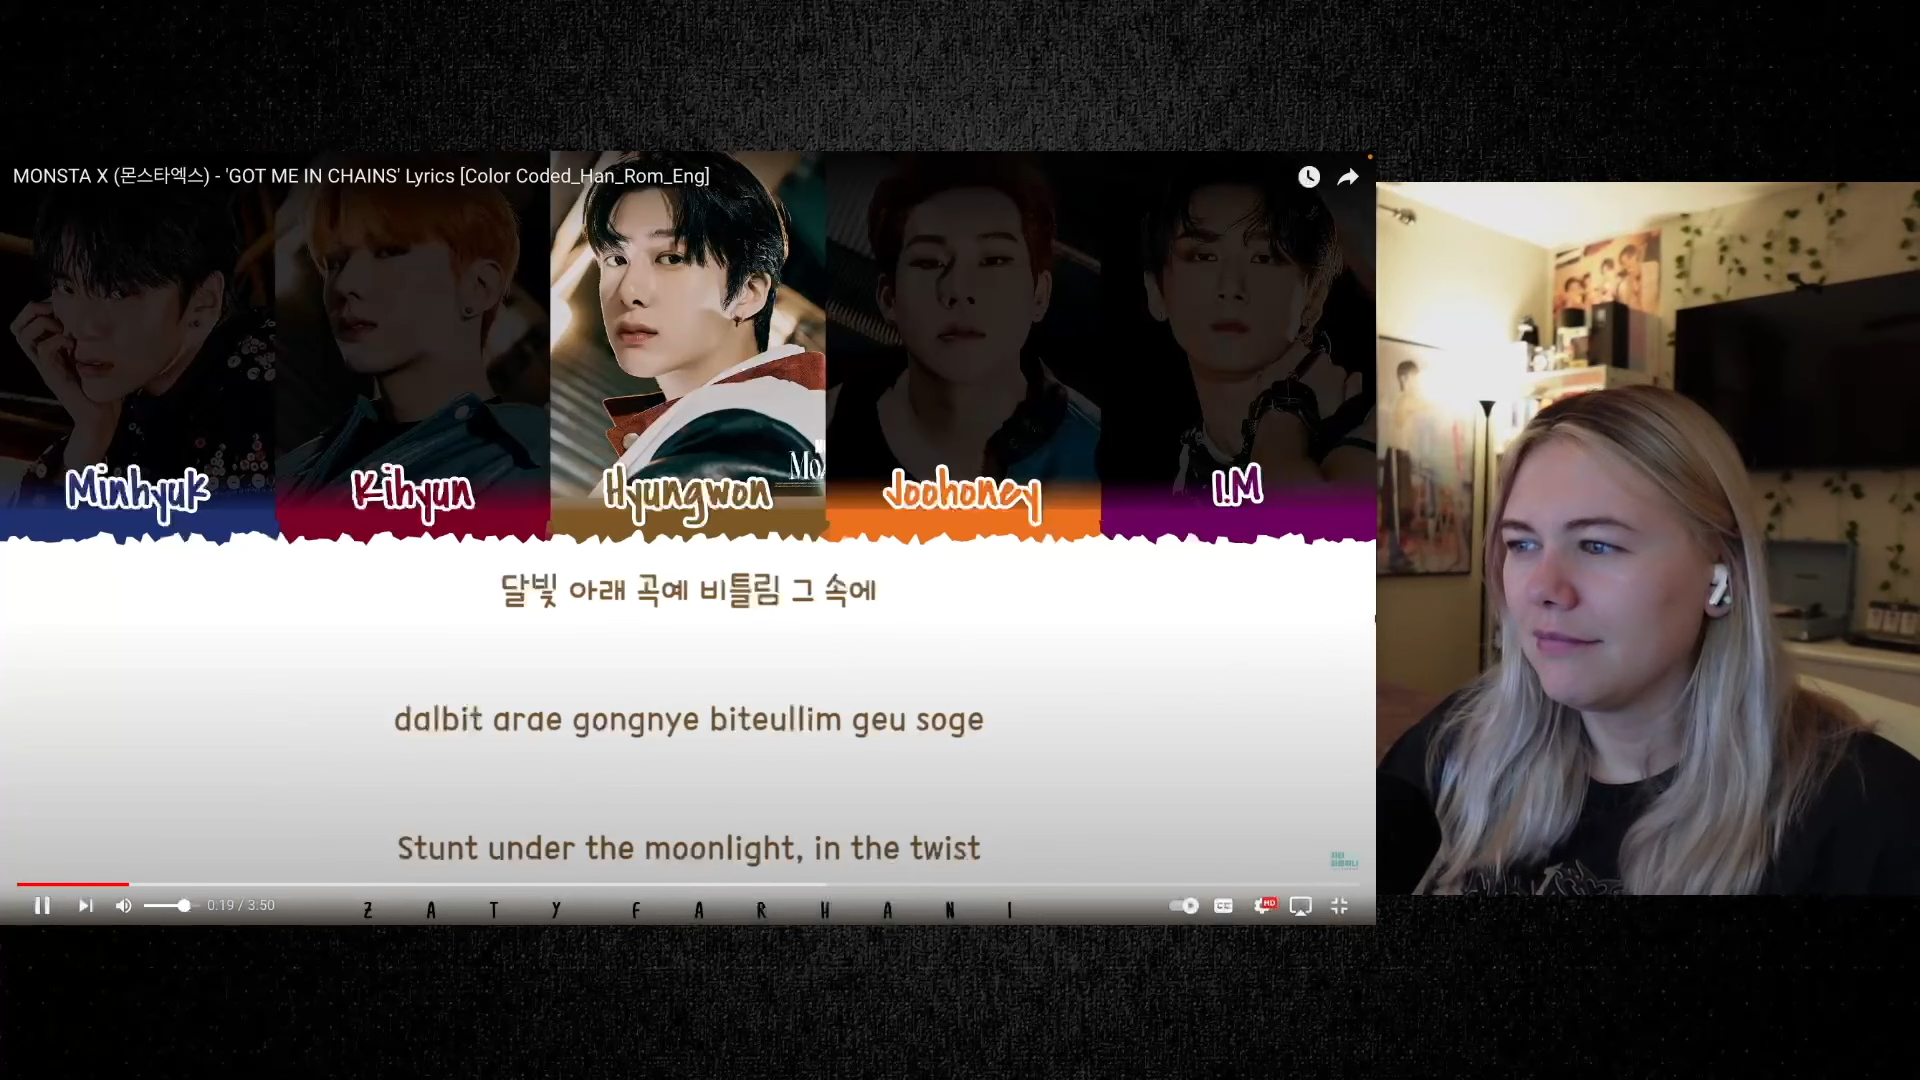 MONSTA X (몬스타엑스) - 'GOT ME IN CHAINS' Lyrics [Color Coded_Han_Rom_Eng]
Minhyuk Kihyun Hyungwon Joohoney I.M
달빛 아래 곡예 비틀림 그 속에
dalbit arae gongnye biteullim geu soge
Stunt under the moonlight, in the twist
0:19 / 3:50
Z A T Y F A R H A N I
CC HD